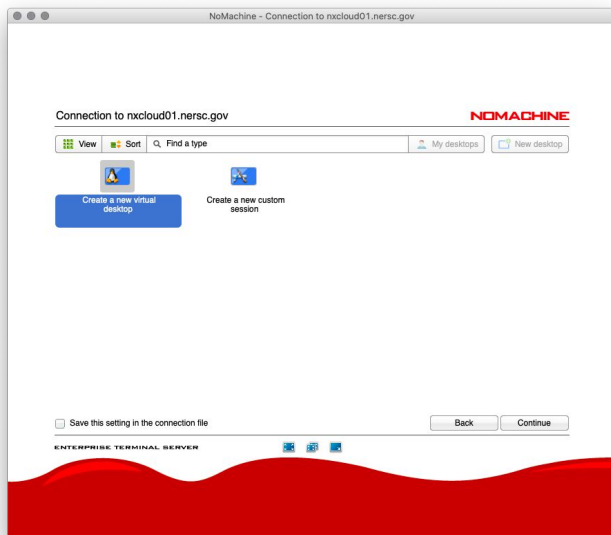 NoMachine - Connection to nxcloud01.nersc.gov
Connection to nxcloud01.nersc.gov
NOMACHINE
View
Sort
Find a type
My desktops
New desktop
Create a new virtual
desktop
Create a new custom
session
Save this setting in the connection file
Back
Continue
ENTERPRISE TERMINAL SERVER